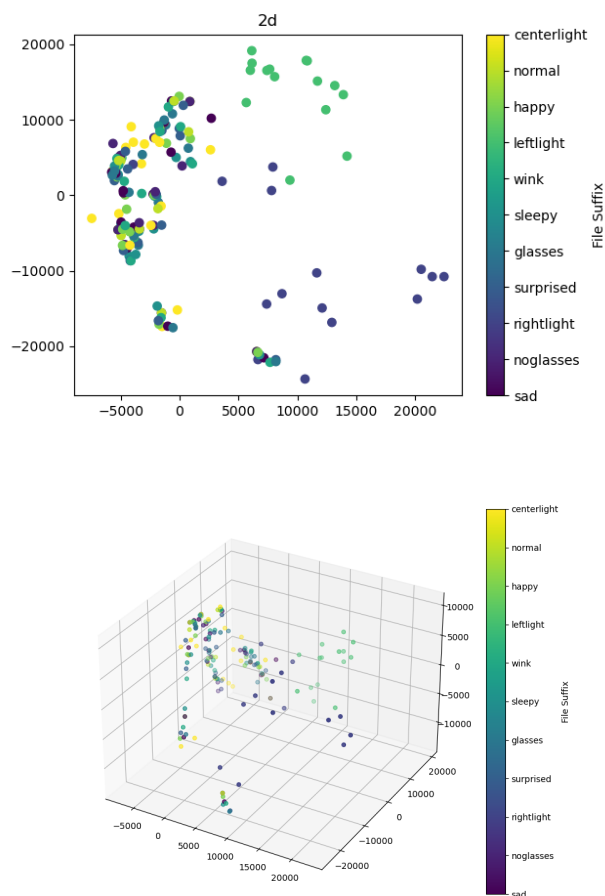 2d
20000
10000
0
−10000
−20000
−5000
0
5000
10000
15000
20000
centerlight
normal
happy
leftlight
wink
sleepy
glasses
surprised
rightlight
noglasses
sad
File Suffix
10000
5000
0
−5000
−10000
−5000
0
5000
10000
15000
20000
−20000
−10000
0
10000
20000
centerlight
normal
happy
leftlight
wink
sleepy
glasses
surprised
rightlight
noglasses
sad
File Suffix